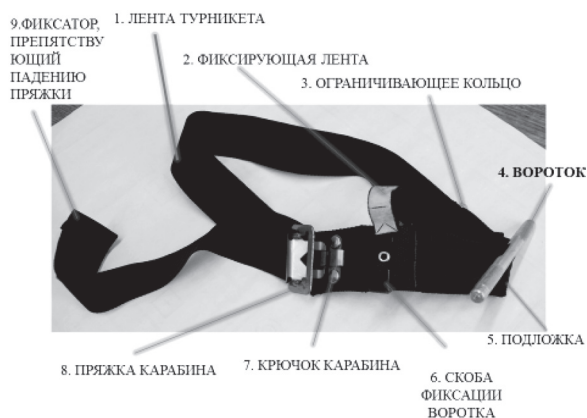 9.ФИКСАТОР,
ПРЕПЯТСТВУ
ЮЩИЙ
ПАДЕНИЮ
ПРЯЖКИ
1. ЛЕНТА ТУРНИКЕТА
2. ФИКСИРУЮЩАЯ ЛЕНТА
3. ОГРАНИЧИВАЮЩЕЕ КОЛЬЦО
4. ВОРОТОК
5. ПОДЛОЖКА
6. СКОБА
ФИКСАЦИИ
ВОРОТКА
7. КРЮЧОК КАРАБИНА
8. ПРЯЖКА КАРАБИНА